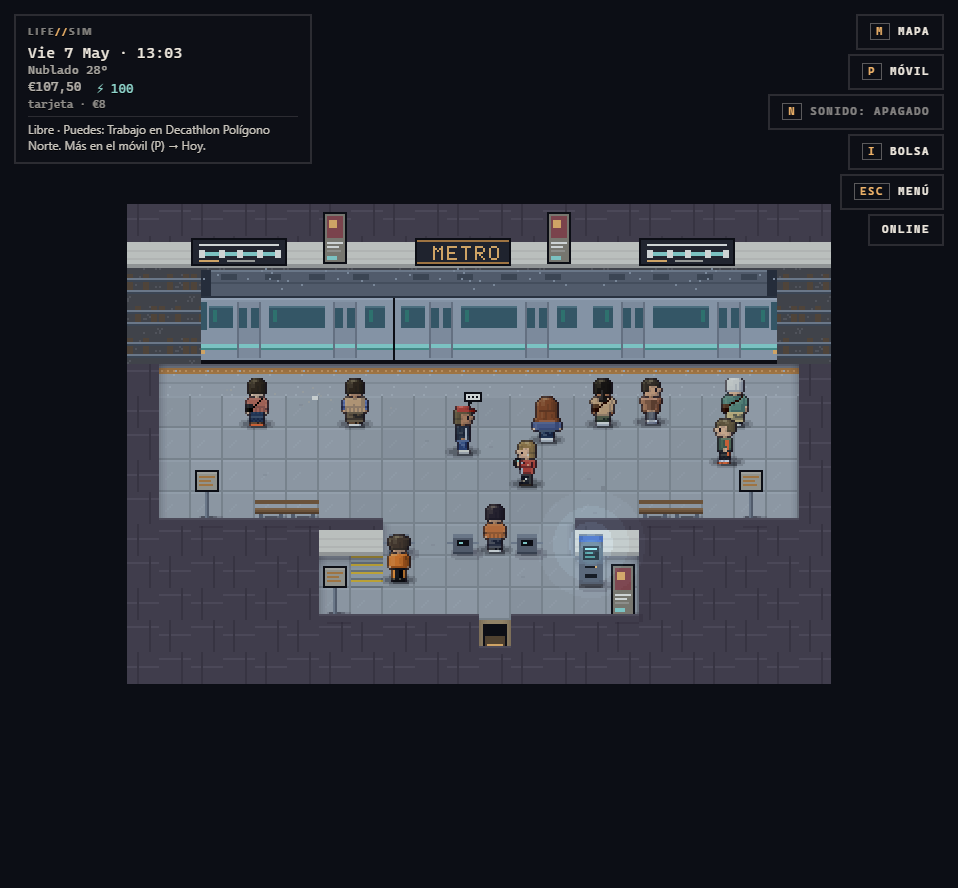 LIFE//SIM
Vie 7 May · 13:03
Nublado 28º
€107,50 ⚡ 100
tarjeta · €8
Libre · Puedes: Trabajo en Decathlon Polígono
Norte. Más en el móvil (P) → Hoy.
M MAPA
P MÓVIL
N SONIDO: APAGADO
I BOLSA
ESC MENÚ
ONLINE
METRO